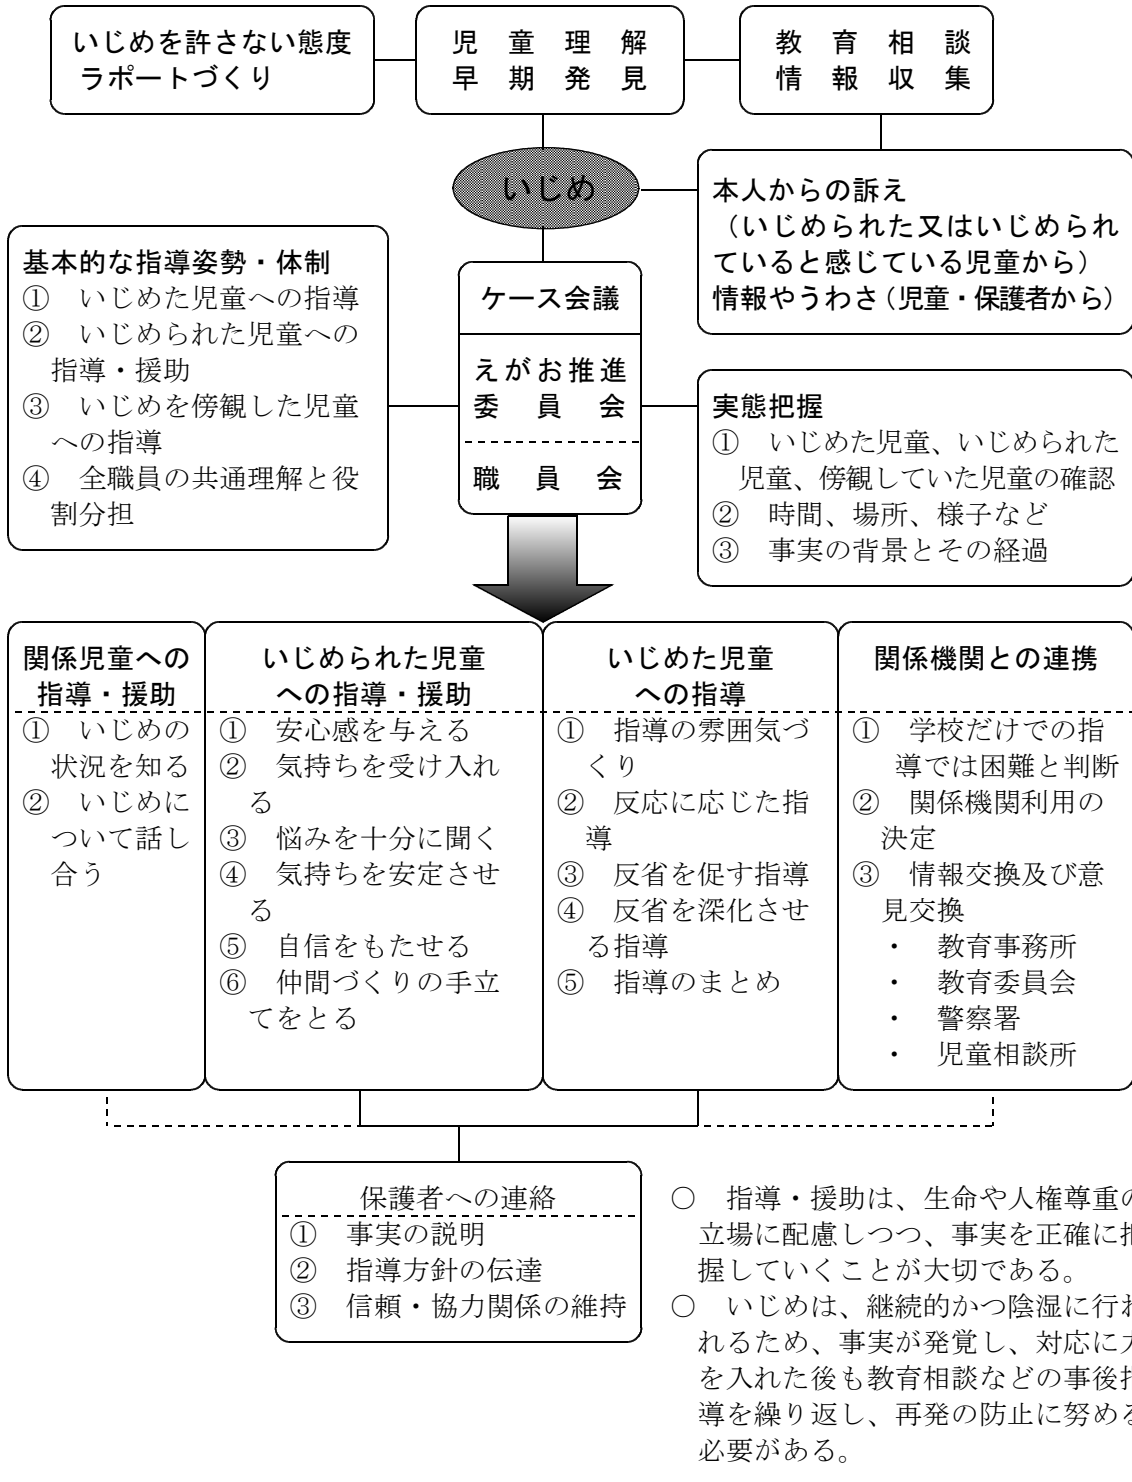 いじめを許さない態度
ラポートづくり
児童理解
早期発見
教育相談
情報収集
いじめ
本人からの訴え
（いじめられた又はいじめられ
ていると感じている児童から）
情報やうわさ（児童・保護者から）
基本的な指導姿勢・体制
① いじめた児童への指導
② いじめられた児童への
指導・援助
③ いじめを傍観した児童
への指導
④ 全職員の共通理解と役
割分担
ケース会議
えがお推進
委員会
職員会
実態把握
① いじめた児童、いじめられた
児童、傍観していた児童の確認
② 時間、場所、様子など
③ 事実の背景とその経過
関係児童への
指導・援助
① いじめの
状況を知る
② いじめに
ついて話し
合う
いじめられた児童
への指導・援助
① 安心感を与える
② 気持ちを受け入れ
る
③ 悩みを十分に聞く
④ 気持ちを安定させ
る
⑤ 自信をもたせる
⑥ 仲間づくりの手立
てをとる
いじめた児童
への指導
① 指導の雰囲気づ
くり
② 反応に応じた指
導
③ 反省を促す指導
④ 反省を深化させ
る指導
⑤ 指導のまとめ
関係機関との連携
① 学校だけでの指
導では困難と判断
② 関係機関利用の
決定
③ 情報交換及び意
見交換
・ 教育事務所
・ 教育委員会
・ 警察署
・ 児童相談所
保護者への連絡
① 事実の説明
② 指導方針の伝達
③ 信頼・協力関係の維持
○ 指導・援助は、生命や人権尊重の
立場に配慮しつつ、事実を正確に把
握していくことが大切である。
○ いじめは、継続的かつ陰湿に行わ
れるため、事実が発覚し、対応に力
を入れた後も教育相談などの事後指
導を繰り返し、再発の防止に努める
必要がある。